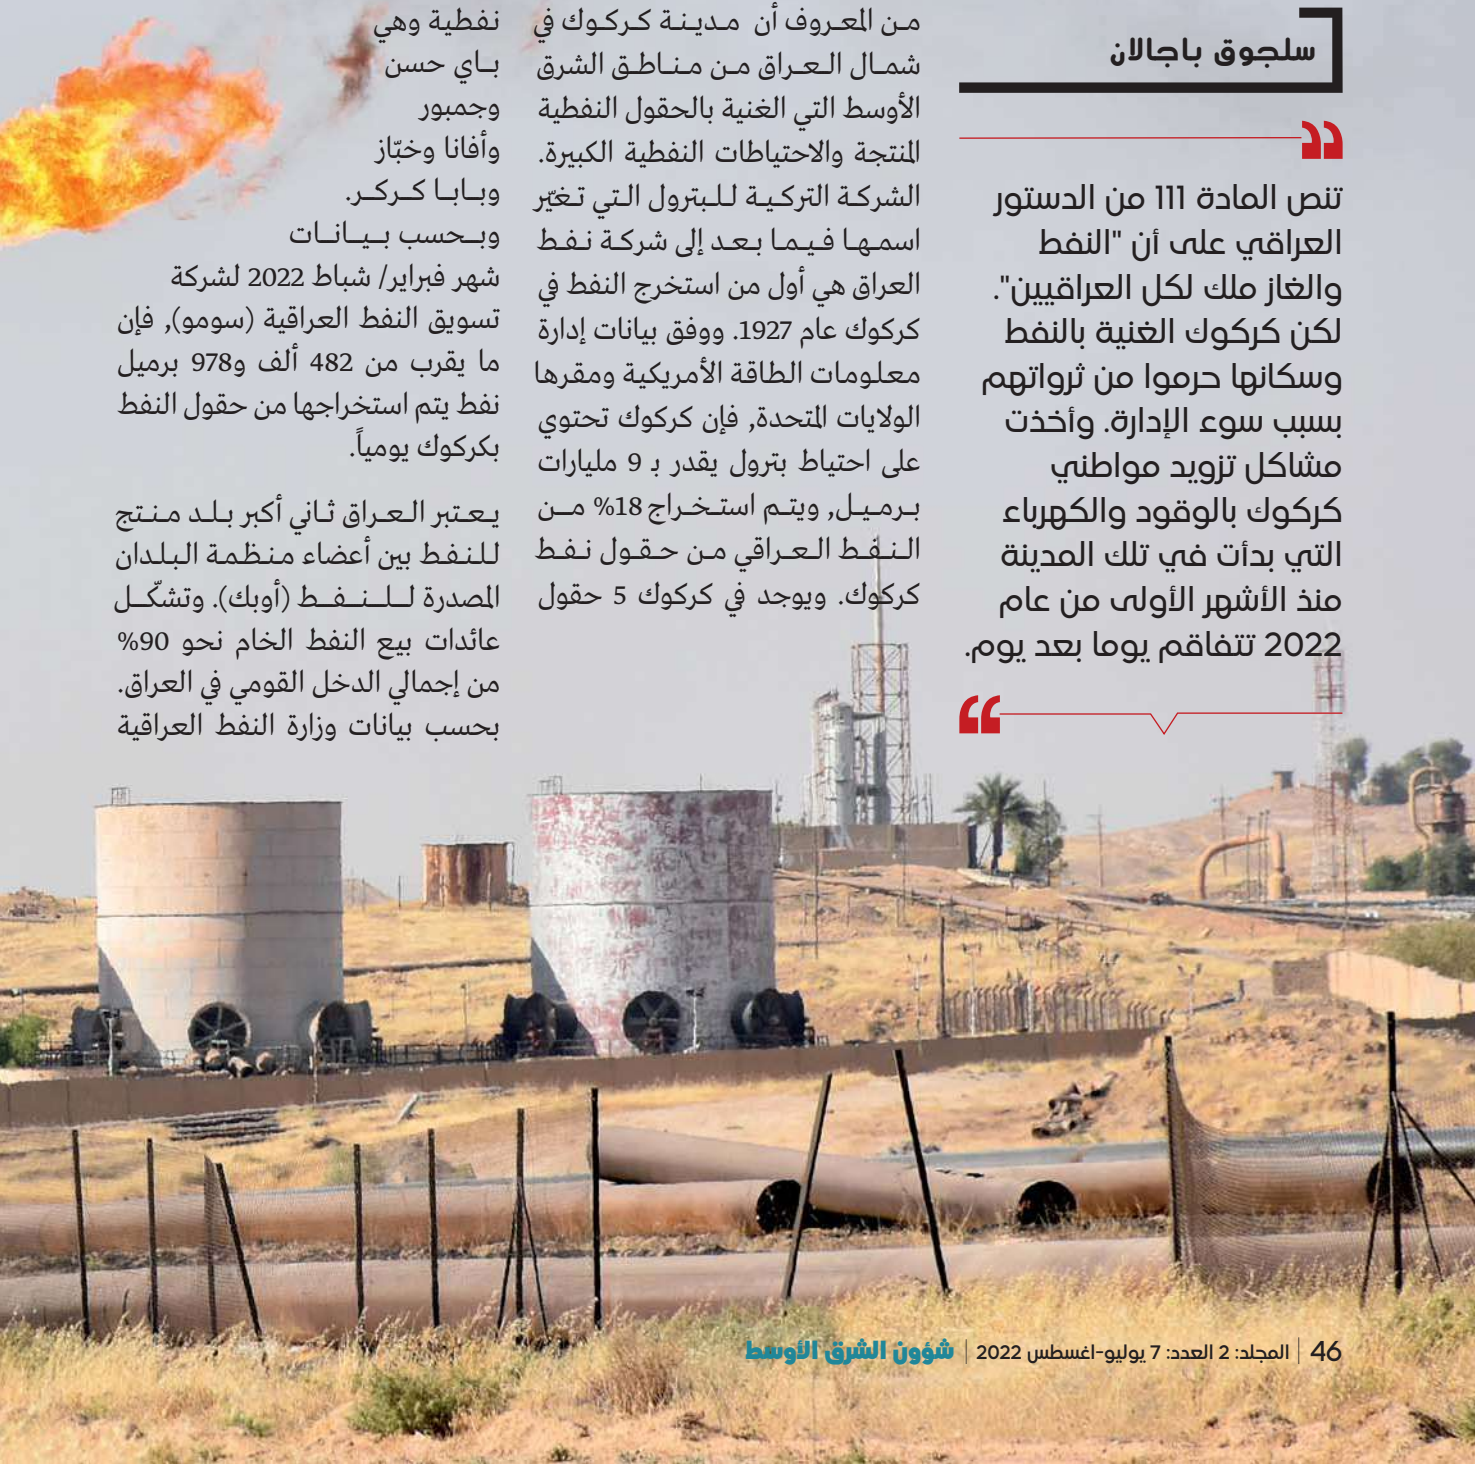 سلجوق باجالان
تنص المادة 111 من الدستور
العراقي على أن "النفط
والغاز ملك لكل العراقيين".
لكن كركوك الغنية بالنفط
وسكانها حرموا من ثرواتهم
بسبب سوء الإدارة. وأخذت
مشاكل تزويد مواطني
كركوك بالوقود والكهرباء
التي بدأت في تلك المدينة
منذ الأشهر الأولى من عام
2022 تتفاقم يوما بعد يوم.
من المعروف أن مدينة كركوك في
شمال العراق من مناطق الشرق
الأوسط التي الغنية بالحقول النفطية
المنتجة والاحتياطات النفطية الكبيرة.
الشركة التركية للبترول التي تغيّر
اسمها فيما بعد إلى شركة نفط
العراق هي أول من استخرج النفط في
كركوك عام 1927. ووفق بيانات إدارة
معلومات الطاقة الأمريكية ومقرها
الولايات المتحدة, فإن كركوك تحتوي
على احتياط بترول يقدر بـ 9 مليارات
برميل, ويتم استخراج 18% من
النفط العراقي من حقول نفط
كركوك. ويوجد في كركوك 5 حقول
نفطية وهي
باي حسن
وجمبور
وأفانا وخبّاز
وبابا كركر.
وبحسب بيانات
شهر فبراير/ شباط 2022 لشركة
تسويق النفط العراقية (سومو), فإن
ما يقرب من 482 ألف و978 برميل
نفط يتم استخراجها من حقول النفط
بكركوك يومياً.
يعتبر العراق ثاني أكبر بلد منتج
للنفط بين أعضاء منظمة البلدان
المصدرة للنفط (أوبك). وتشكّل
عائدات بيع النفط الخام نحو 90%
من إجمالي الدخل القومي في العراق.
بحسب بيانات وزارة النفط العراقية
46 | المجلد: 2 العدد: 7 يوليو-اغسطس 2022 | شؤون الشرق الأوسط